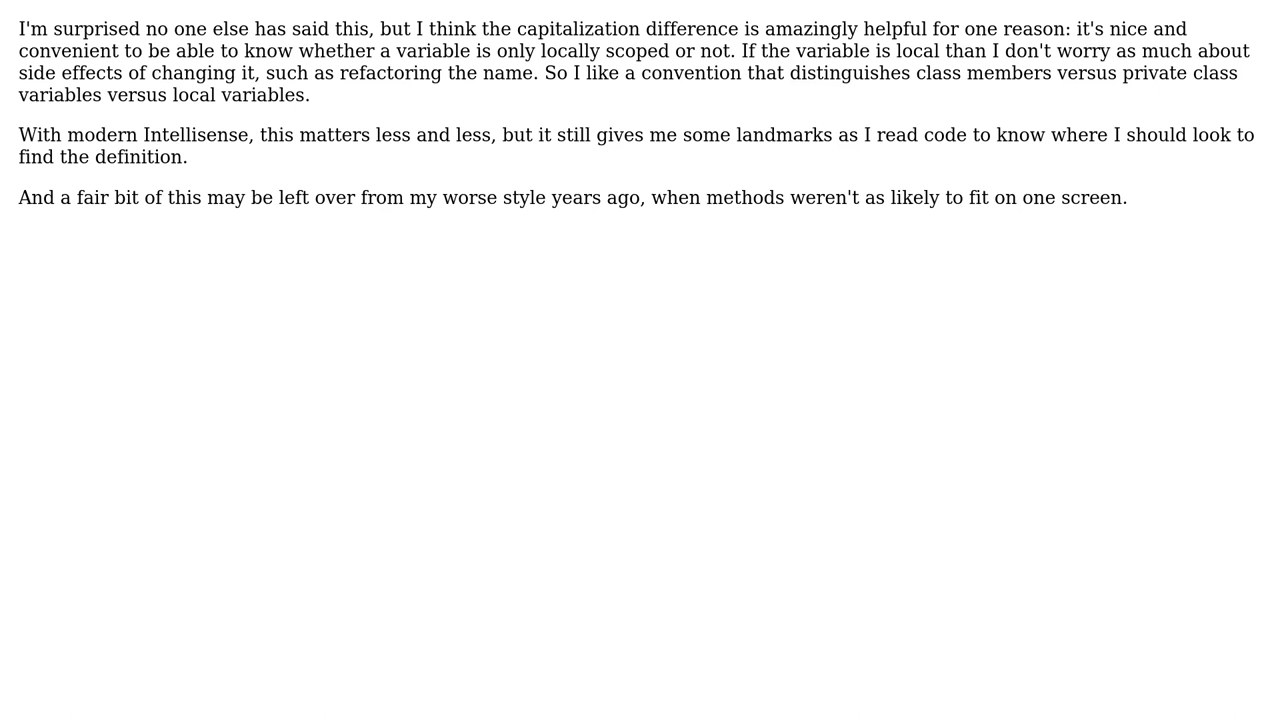 I'm surprised no one else has said this, but I think the capitalization difference is amazingly helpful for one reason: it's nice and
convenient to be able to know whether a variable is only locally scoped or not. If the variable is local than I don't worry as much about
side effects of changing it, such as refactoring the name. So I like a convention that distinguishes class members versus private class
variables versus local variables.
With modern Intellisense, this matters less and less, but it still gives me some landmarks as I read code to know where I should look to
find the definition.
And a fair bit of this may be left over from my worse style years ago, when methods weren't as likely to fit on one screen.